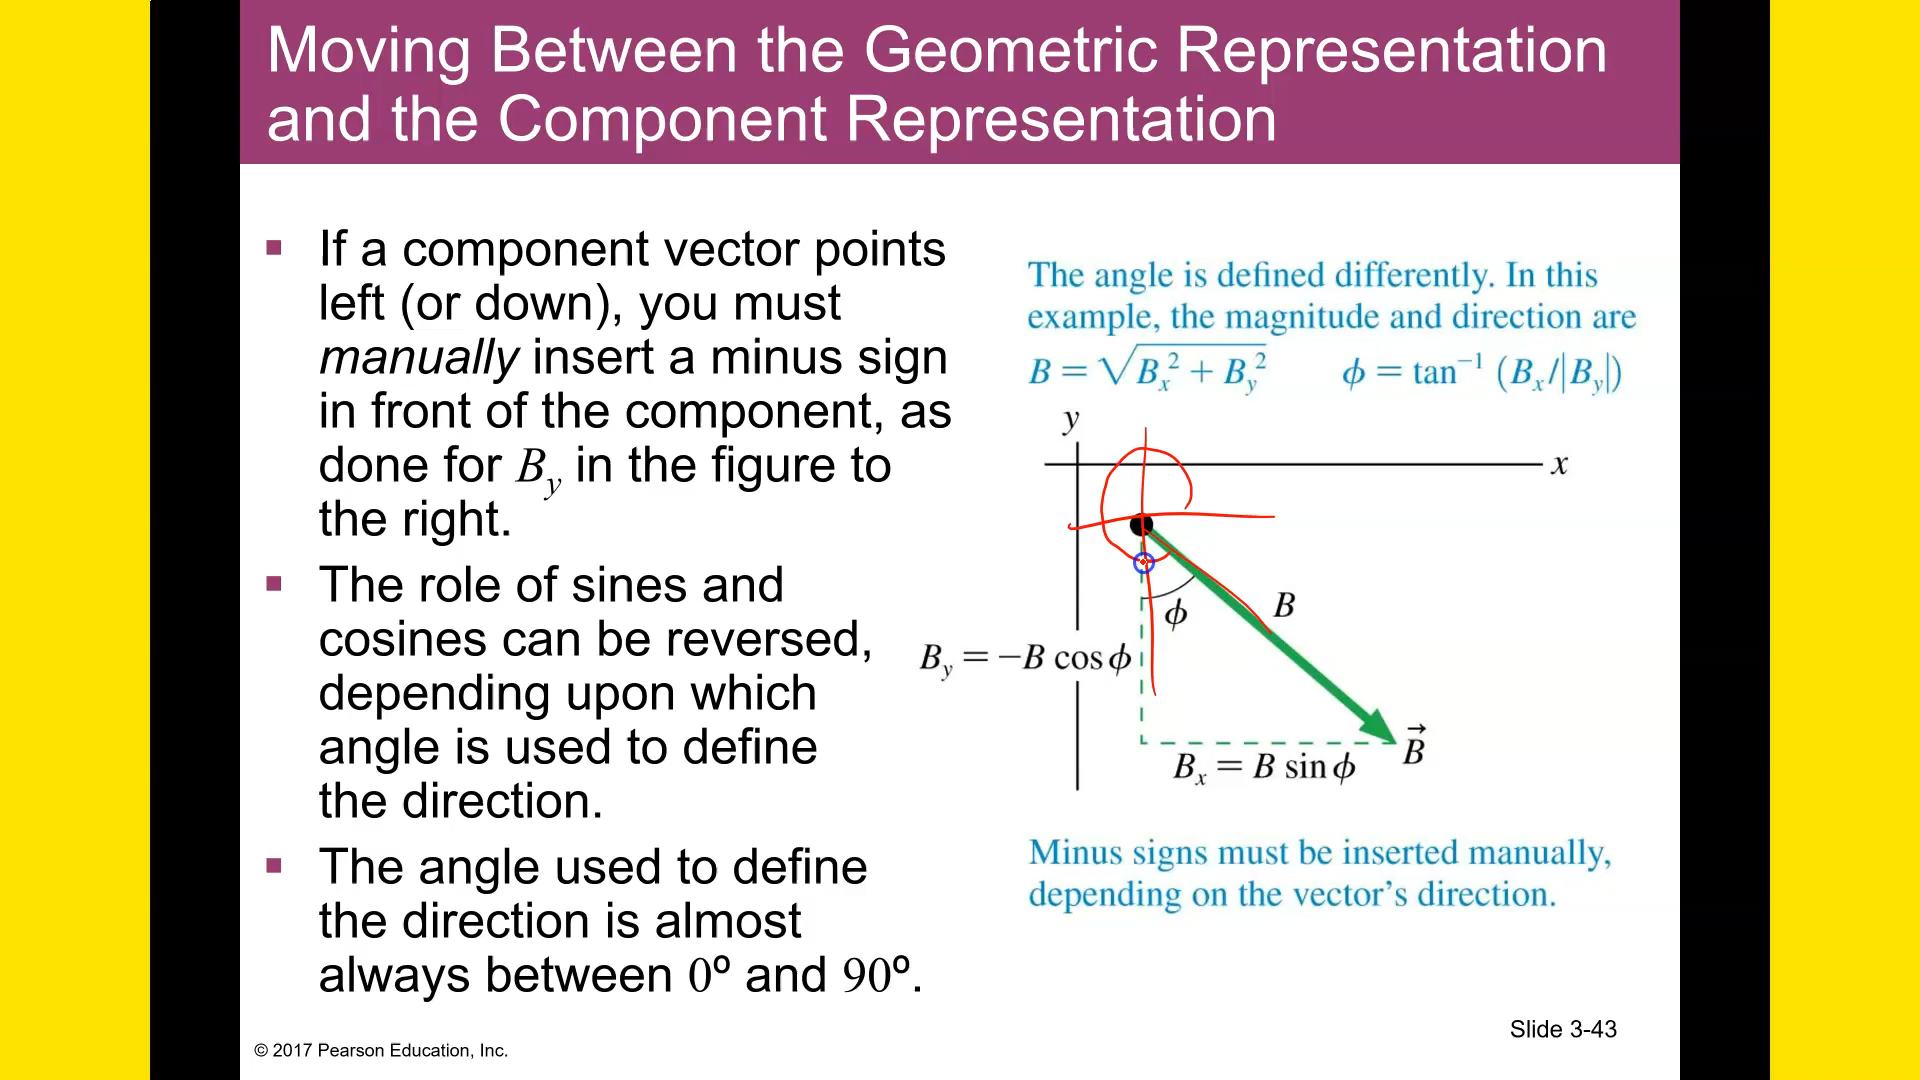 Moving Between the Geometric Representation
and the Component Representation
▪ If a component vector points
left (or down), you must
manually insert a minus sign
in front of the component, as
done for By in the figure to
the right.
▪ The role of sines and
cosines can be reversed,
depending upon which
angle is used to define
the direction.
▪ The angle used to define
the direction is almost
always between 0º and 90º.
The angle is defined differently. In this
example, the magnitude and direction are
B = √(Bx² + By²) ϕ = tan⁻¹ (Bx/|By|)
y
x
ϕ
B
By = −B cos ϕ
Bx = B sin ϕ
B⃗
Minus signs must be inserted manually,
depending on the vector's direction.
© 2017 Pearson Education, Inc.
Slide 3-43